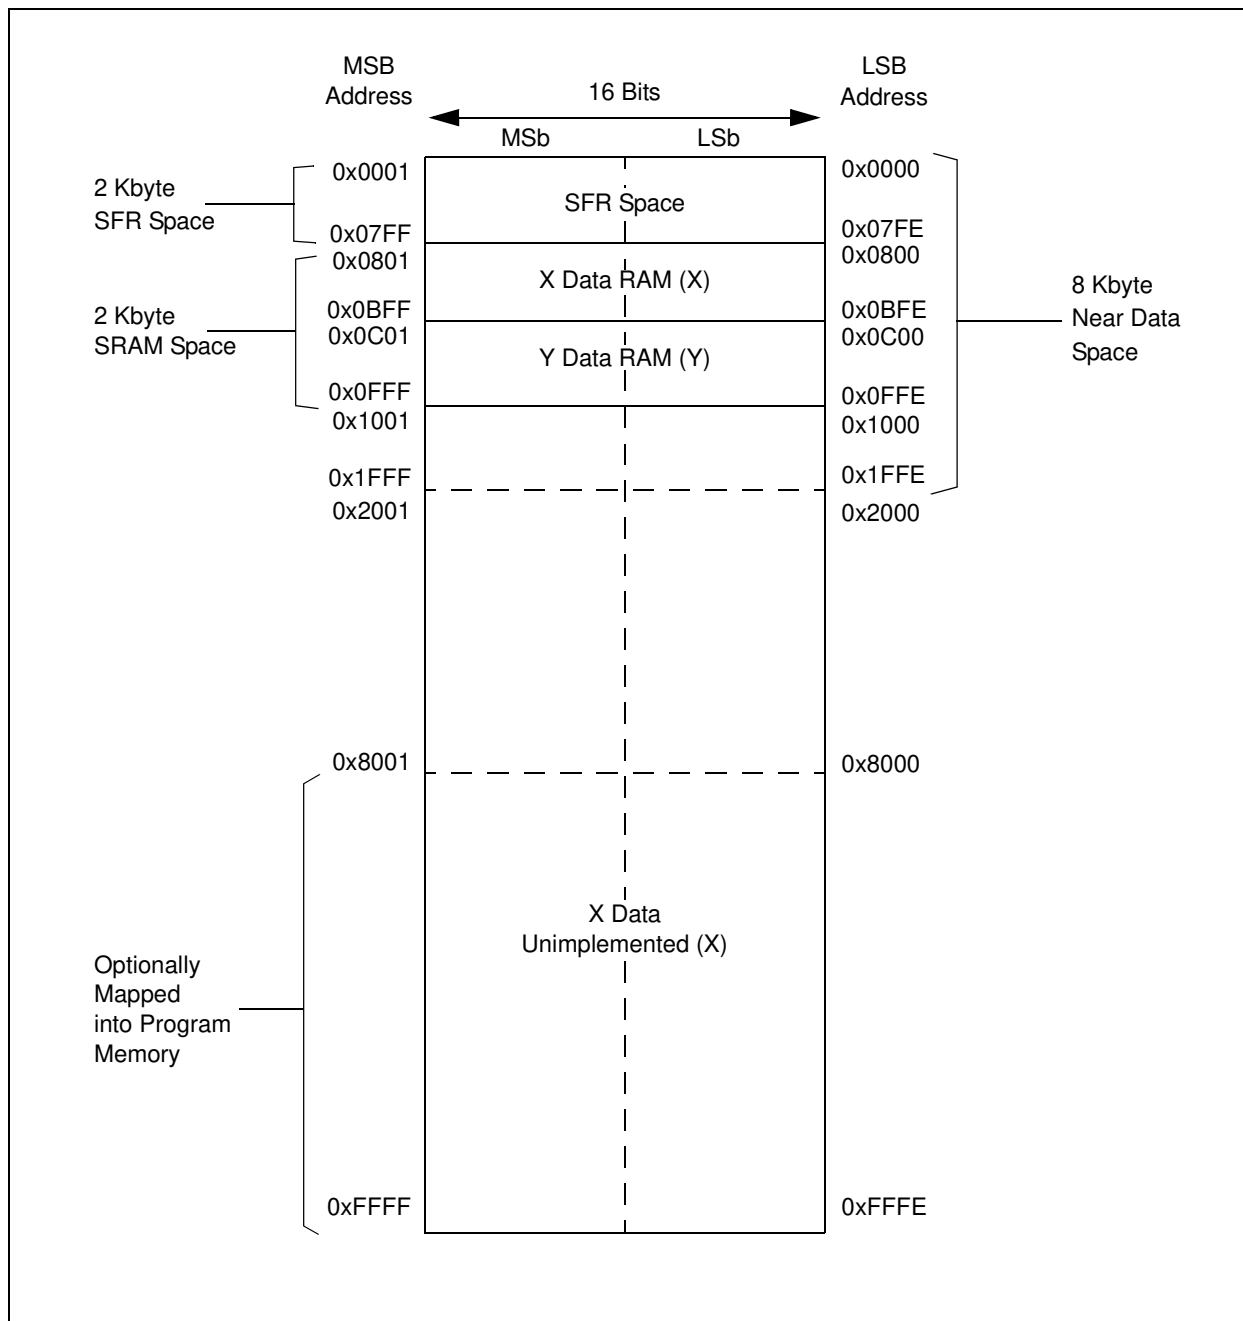 MSB
Address
16 Bits
LSB
Address
MSb
LSb
2 Kbyte
SFR Space
0x0001
0x07FF
SFR Space
0x0000
0x07FE
2 Kbyte
SRAM Space
0x0801
0x0BFF
0x0C01
0x0FFF
X Data RAM (X)
Y Data RAM (Y)
0x0800
0x0BFE
0x0C00
0x0FFE
8 Kbyte
Near Data
Space
0x1001
0x1FFF
0x2001
0x1000
0x1FFE
0x2000
0x8001
0x8000
Optionally
Mapped
into Program
Memory
X Data
Unimplemented (X)
0xFFFF
0xFFFE